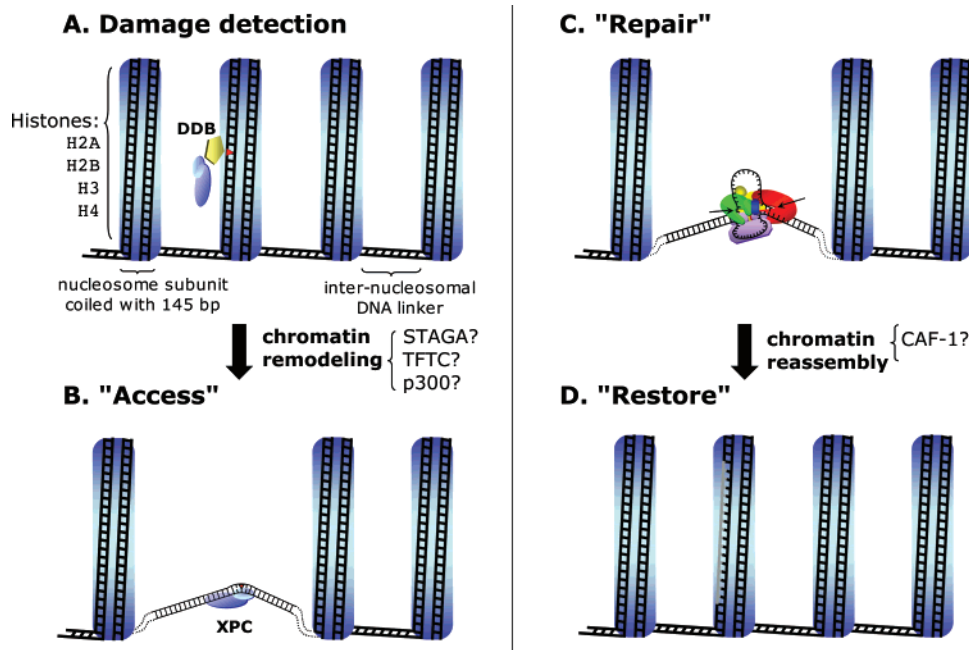 A. Damage detection
Histones:
H2A
H2B
H3
H4
DDB
nucleosome subunit
coiled with 145 bp
inter-nucleosomal
DNA linker
chromatin
remodeling
STAGA?
TFTC?
p300?
B. "Access"
XPC
C. "Repair"
chromatin
reassembly
CAF-1?
D. "Restore"